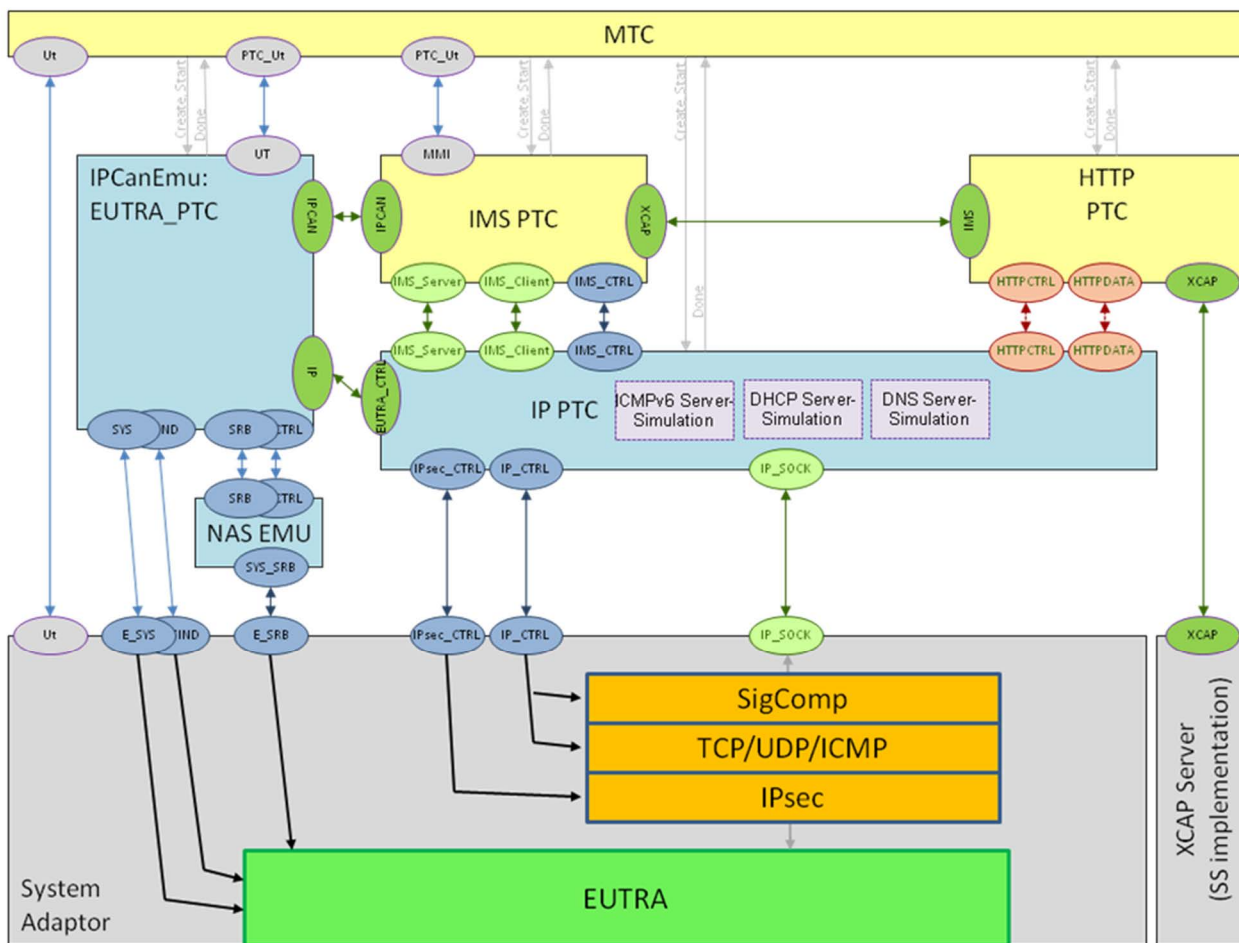 MTC
Ut
PTC_Ut
PTC_Ut
Create, Start
Done
Create, Start
Done
Create, Start
Done
Create, Start
Done
UT
MMI
IPCanEmu:
EUTRA_PTC
IPCAN
IPCAN
IMS PTC
XCAP
SMI
HTTP
PTC
IMS_Server
IMS_Client
IMS_CTRL
HTTPCTRL
HTTPDATA
XCAP
IMS_Server
IMS_Client
IMS_CTRL
HTTPCTRL
HTTPDATA
IP
EUTRA_CTRL
IP PTC
ICMPv6 Server-
Simulation
DHCP Server-
Simulation
DNS Server-
Simulation
SYS
IND
SRB
CTRL
IPsec_CTRL
IP_CTRL
IP_SOCK
SRB
CTRL
NAS EMU
SYS_SRB
Ut
E_SYS
IND
E_SRB
IPsec_CTRL
IP_CTRL
IP_SOCK
XCAP
SigComp
TCP/UDP/ICMP
IPsec
EUTRA
System
Adaptor
XCAP Server
(SS implementation)